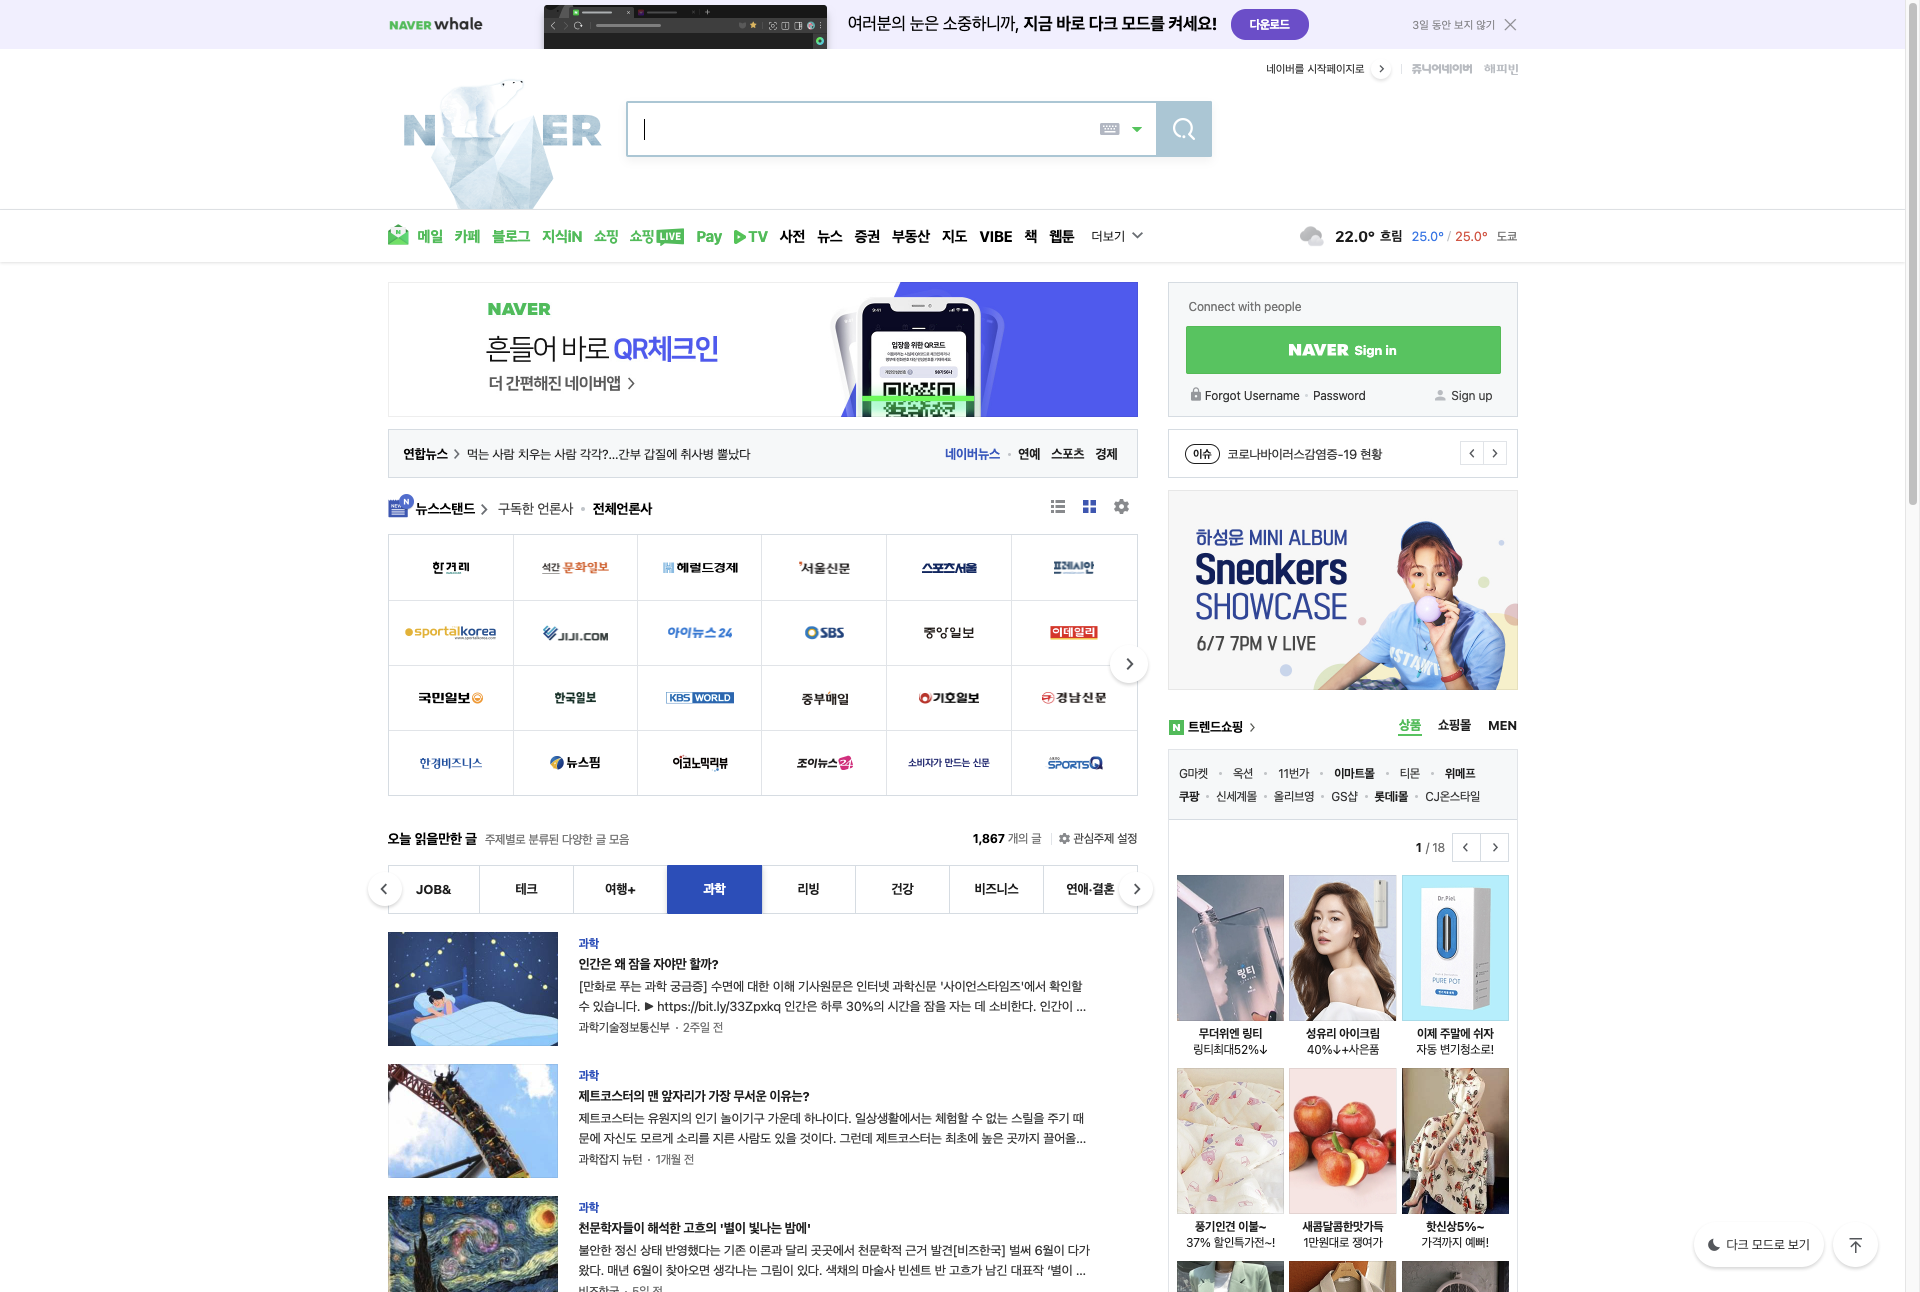 NAVER whale
여러분의 눈은 소중하니까, 지금 바로 다크 모드를 켜세요!
다운로드
3일 동안 보지 않기
네이버를 시작페이지로
쥬니어네이버 해피빈
메일 카페 블로그 지식iN 쇼핑 쇼핑LIVE Pay TV 사전 뉴스 증권 부동산 지도 VIBE 책 웹툰 더보기
22.0° 흐림 25.0° / 25.0° 도쿄
NAVER
흔들어 바로 QR체크인
더 간편해진 네이버앱
입장을 위한 QR코드
Connect with people
NAVER Sign in
Forgot Username · Password
Sign up
연합뉴스 먹는 사람 치우는 사람 각각?...간부 갑질에 취사병 뿔났다
네이버뉴스 · 연예 스포츠 경제
이슈 코로나바이러스감염증-19 현황
뉴스스탠드 구독한 언론사 · 전체언론사
한겨레 석간 문화일보 헤럴드경제 서울신문 스포츠서울 프레시안
sportalkorea JIJI.COM 아이뉴스24 SBS 중앙일보 이데일리
국민일보 한국일보 KBS WORLD 중부매일 기호일보 경남신문
한경비즈니스 뉴스핌 이코노믹리뷰 조이뉴스24 소비자가 만드는 신문 SPORTSQ
하성운 MINI ALBUM
Sneakers
SHOWCASE
6/7 7PM V LIVE
트렌드쇼핑
상품 쇼핑몰 MEN
G마켓 · 옥션 · 11번가 · 이마트몰 · 티몬 · 위메프
쿠팡 · 신세계몰 · 올리브영 · GS샵 · 롯데i몰 · CJ온스타일
1 / 18
오늘 읽을만한 글 주제별로 분류된 다양한 글 모음
1,867 개의 글
관심주제 설정
JOB& 테크 여행+ 과학 리빙 건강 비즈니스 연애·결혼
과학
인간은 왜 잠을 자야만 할까?
[만화로 푸는 과학 궁금증] 수면에 대한 이해 기사원문은 인터넷 과학신문 '사이언스타임즈'에서 확인할
수 있습니다. ▶ https://bit.ly/33Zpxkq 인간은 하루 30%의 시간을 잠을 자는 데 소비한다. 인간이 ...
과학기술정보통신부 · 2주일 전
과학
제트코스터의 맨 앞자리가 가장 무서운 이유는?
제트코스터는 유원지의 인기 놀이기구 가운데 하나이다. 일상생활에서는 체험할 수 없는 스릴을 주기 때
문에 자신도 모르게 소리를 지른 사람도 있을 것이다. 그런데 제트코스터는 최초에 높은 곳까지 끌어올...
과학잡지 뉴턴 · 1개월 전
과학
천문학자들이 해석한 고흐의 '별이 빛나는 밤에'
불안한 정신 상태 반영했다는 기존 이론과 달리 곳곳에서 천문학적 근거 발견[비즈한국] 벌써 6월이 다가
왔다. 매년 6월이 찾아오면 생각나는 그림이 있다. 색채의 마술사 빈센트 반 고흐가 남긴 대표작 '별이 ...
비즈한국 · 5일 전
링티
Dr.Piel
PURE POT
무더위엔 링티
링티최대52%↓
성유리 아이크림
40%↓+사은품
이제 주말에 쉬자
자동 변기청소로!
풍기인견 이불~
37% 할인특가전~!
새콤달콤한맛가득
1만원대로 쟁여가
핫신상5%~
가격까지 예뻐!
다크 모드로 보기